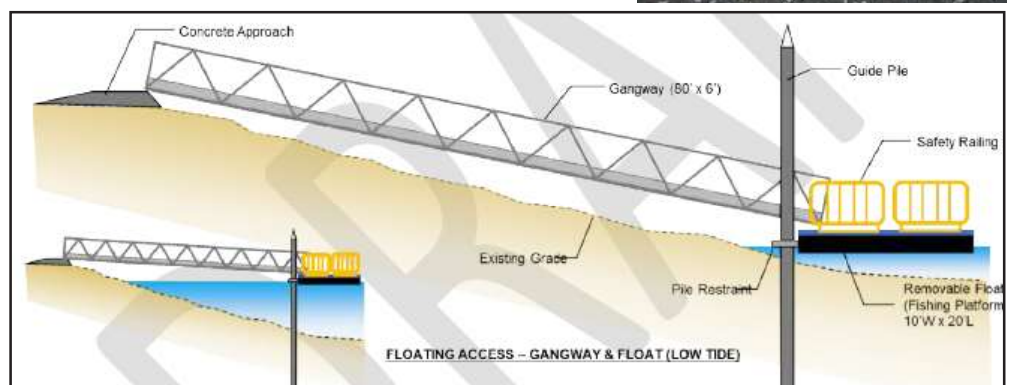 Concrete Approach
Guide Pile
Gangway (80' x 6')
Safety Railing
Existing Grade
Pile Restraint
Removable Float
(Fishing Platform
10'W x 20'L
FLOATING ACCESS – GANGWAY & FLOAT (LOW TIDE)
DRAFT